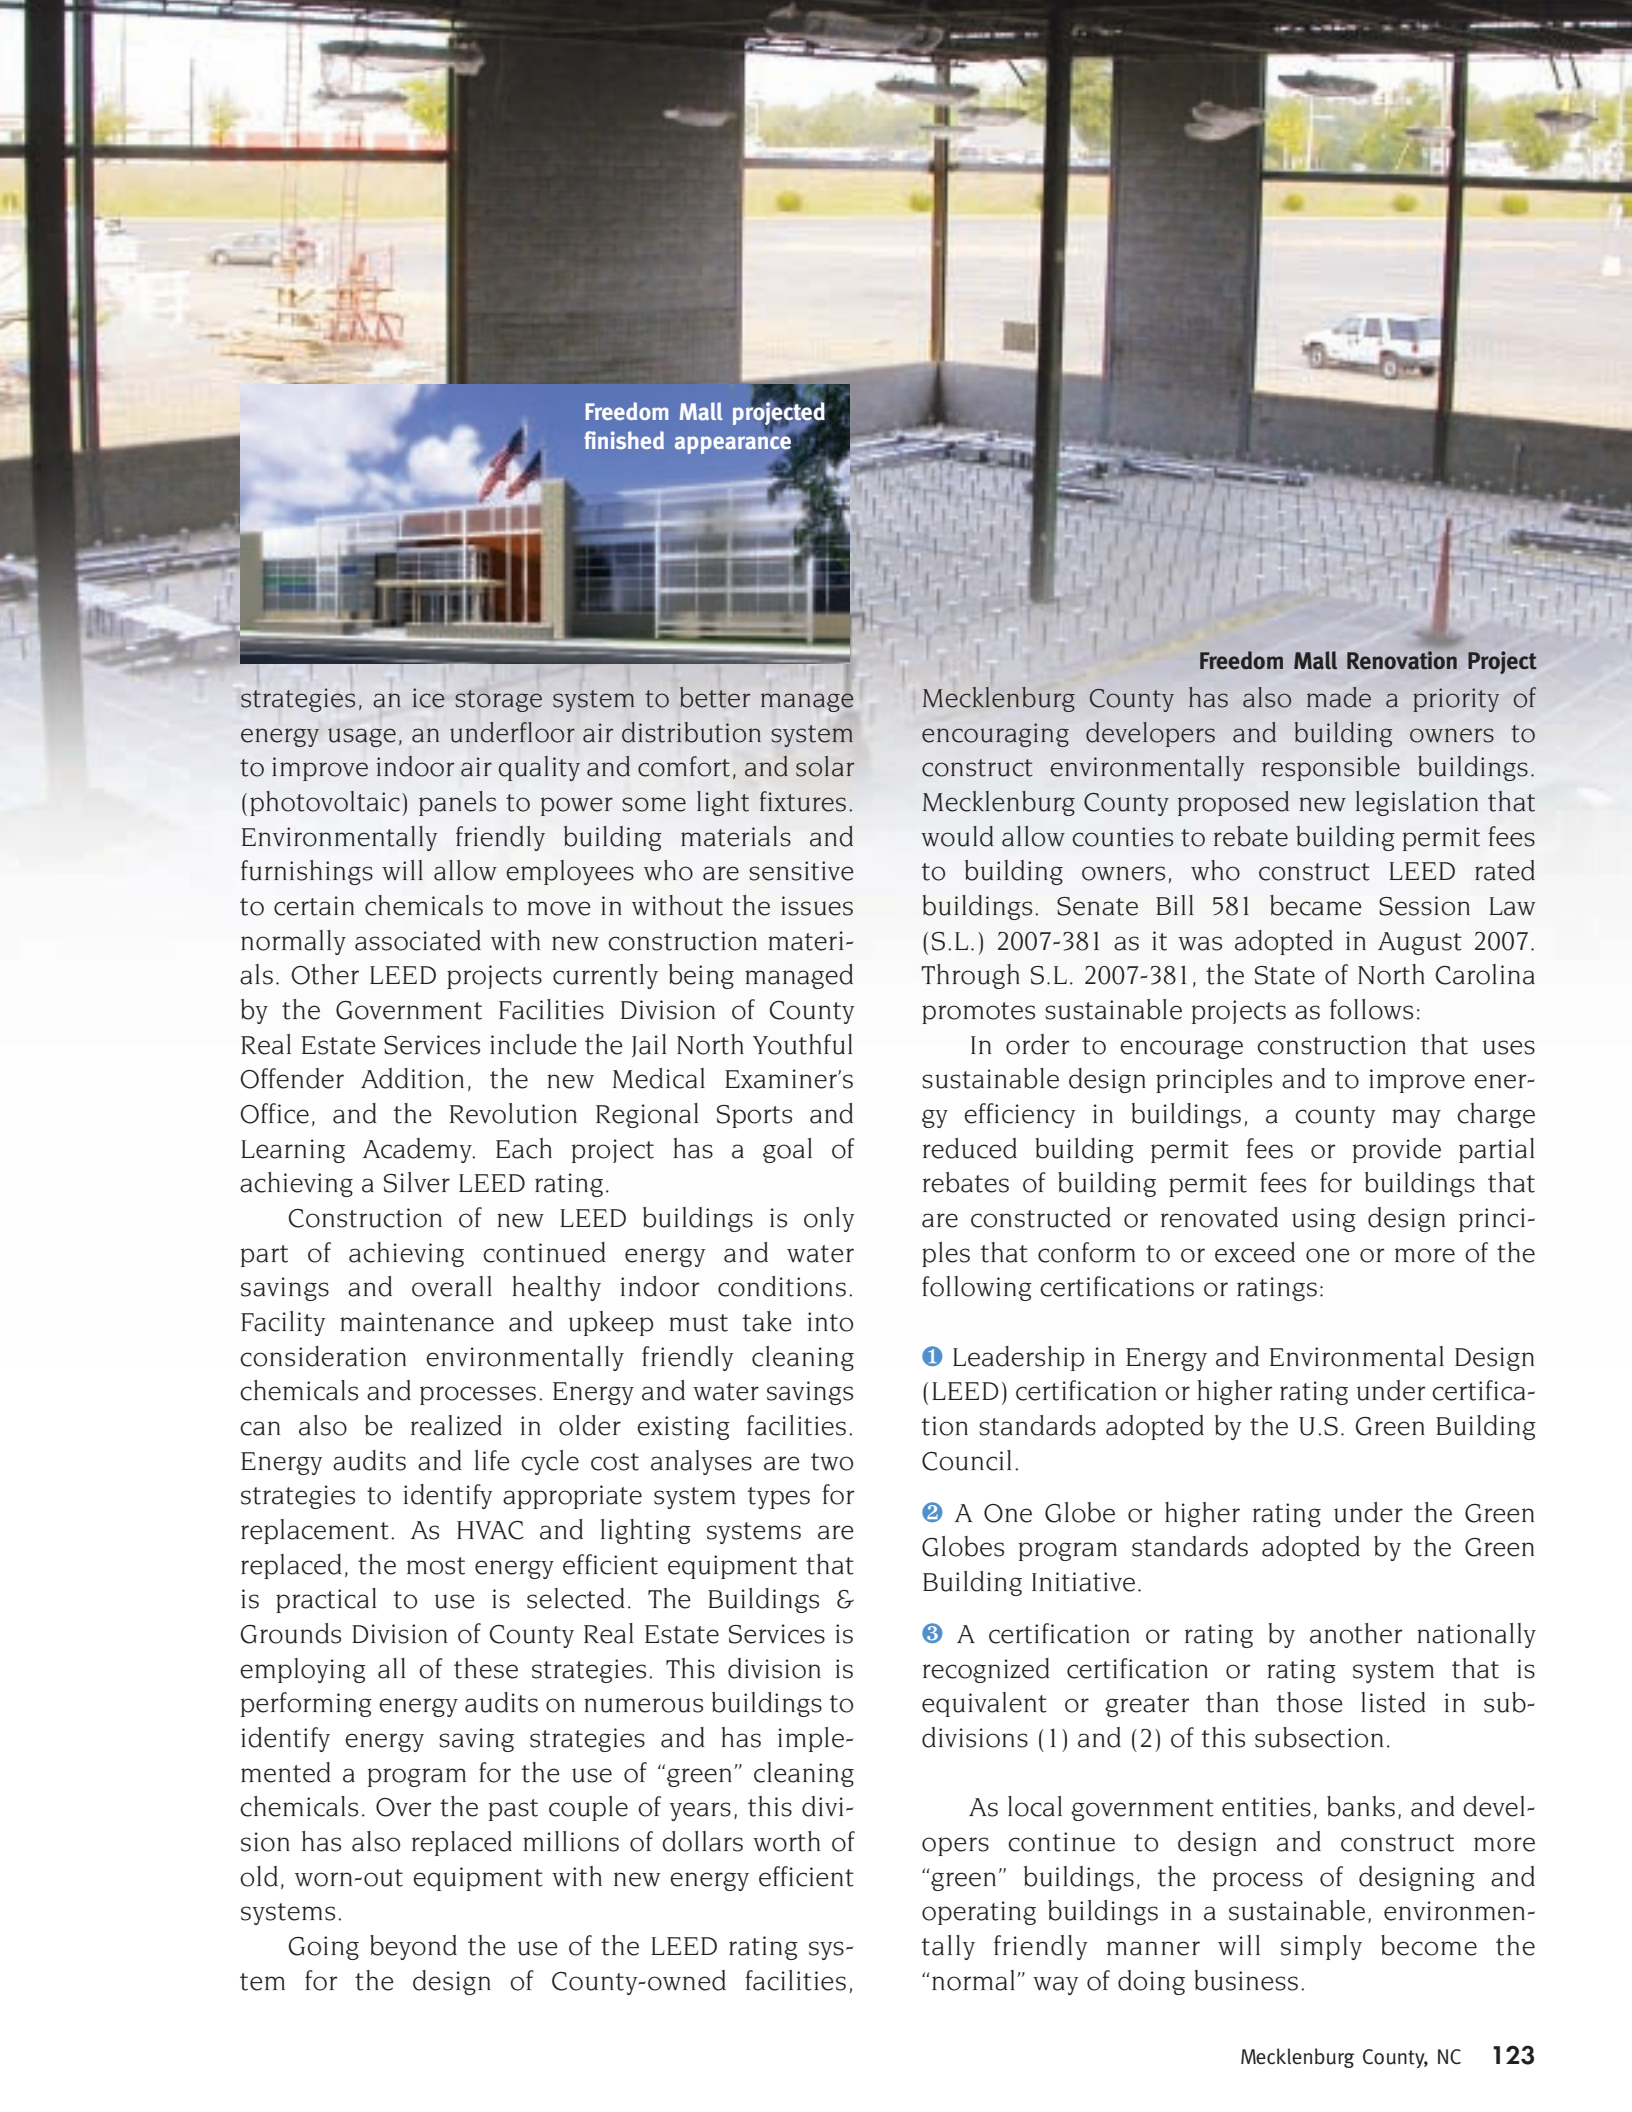 Freedom Mall projected
finished appearance
Freedom Mall Renovation Project
strategies, an ice storage system to better manage
energy usage, an underfloor air distribution system
to improve indoor air quality and comfort, and solar
(photovoltaic) panels to power some light fixtures.
Environmentally friendly building materials and
furnishings will allow employees who are sensitive
to certain chemicals to move in without the issues
normally associated with new construction materi-
als. Other LEED projects currently being managed
by the Government Facilities Division of County
Real Estate Services include the Jail North Youthful
Offender Addition, the new Medical Examiner's
Office, and the Revolution Regional Sports and
Learning Academy. Each project has a goal of
achieving a Silver LEED rating.
Construction of new LEED buildings is only
part of achieving continued energy and water
savings and overall healthy indoor conditions.
Facility maintenance and upkeep must take into
consideration environmentally friendly cleaning
chemicals and processes. Energy and water savings
can also be realized in older existing facilities.
Energy audits and life cycle cost analyses are two
strategies to identify appropriate system types for
replacement. As HVAC and lighting systems are
replaced, the most energy efficient equipment that
is practical to use is selected. The Buildings &
Grounds Division of County Real Estate Services is
employing all of these strategies. This division is
performing energy audits on numerous buildings to
identify energy saving strategies and has imple-
mented a program for the use of “green” cleaning
chemicals. Over the past couple of years, this divi-
sion has also replaced millions of dollars worth of
old, worn-out equipment with new energy efficient
systems.
Going beyond the use of the LEED rating sys-
tem for the design of County-owned facilities,
Mecklenburg County has also made a priority of
encouraging developers and building owners to
construct environmentally responsible buildings.
Mecklenburg County proposed new legislation that
would allow counties to rebate building permit fees
to building owners, who construct LEED rated
buildings. Senate Bill 581 became Session Law
(S.L.) 2007-381 as it was adopted in August 2007.
Through S.L. 2007-381, the State of North Carolina
promotes sustainable projects as follows:
In order to encourage construction that uses
sustainable design principles and to improve ener-
gy efficiency in buildings, a county may charge
reduced building permit fees or provide partial
rebates of building permit fees for buildings that
are constructed or renovated using design princi-
ples that conform to or exceed one or more of the
following certifications or ratings:
❶ Leadership in Energy and Environmental Design
(LEED) certification or higher rating under certifica-
tion standards adopted by the U.S. Green Building
Council.
❷ A One Globe or higher rating under the Green
Globes program standards adopted by the Green
Building Initiative.
❸ A certification or rating by another nationally
recognized certification or rating system that is
equivalent or greater than those listed in sub-
divisions (1) and (2) of this subsection.
As local government entities, banks, and devel-
opers continue to design and construct more
“green” buildings, the process of designing and
operating buildings in a sustainable, environmen-
tally friendly manner will simply become the
“normal” way of doing business.
Mecklenburg County, NC 123